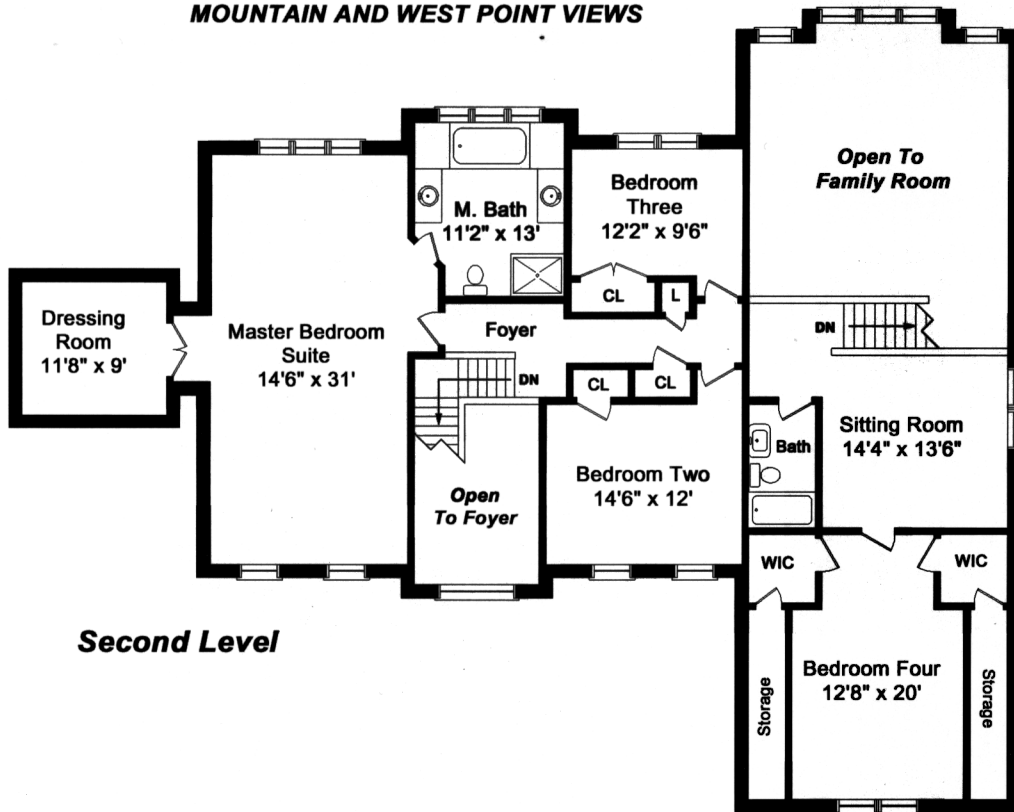 MOUNTAIN AND WEST POINT VIEWS
Open To
Family Room
Bedroom
Three
12'2" x 9'6"
M. Bath
11'2" x 13'
CL
L
Dressing
Room
11'8" x 9'
Master Bedroom
Suite
14'6" x 31'
Foyer
DN
DN
CL
CL
Sitting Room
14'4" x 13'6"
Bath
Bedroom Two
14'6" x 12'
Open
To Foyer
WIC
WIC
Second Level
Bedroom Four
12'8" x 20'
Storage
Storage